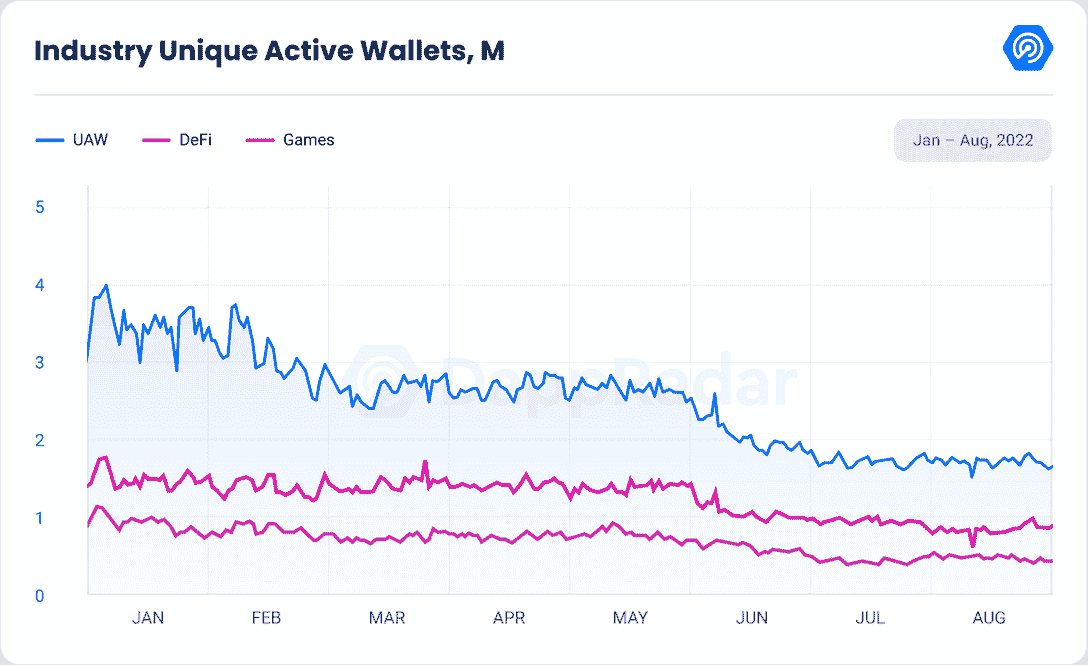 Industry Unique Active Wallets, M
UAW DeFi Games
Jan – Aug, 2022
5
4
3
2
1
0
DappRadar
JAN FEB MAR APR MAY JUN JUL AUG